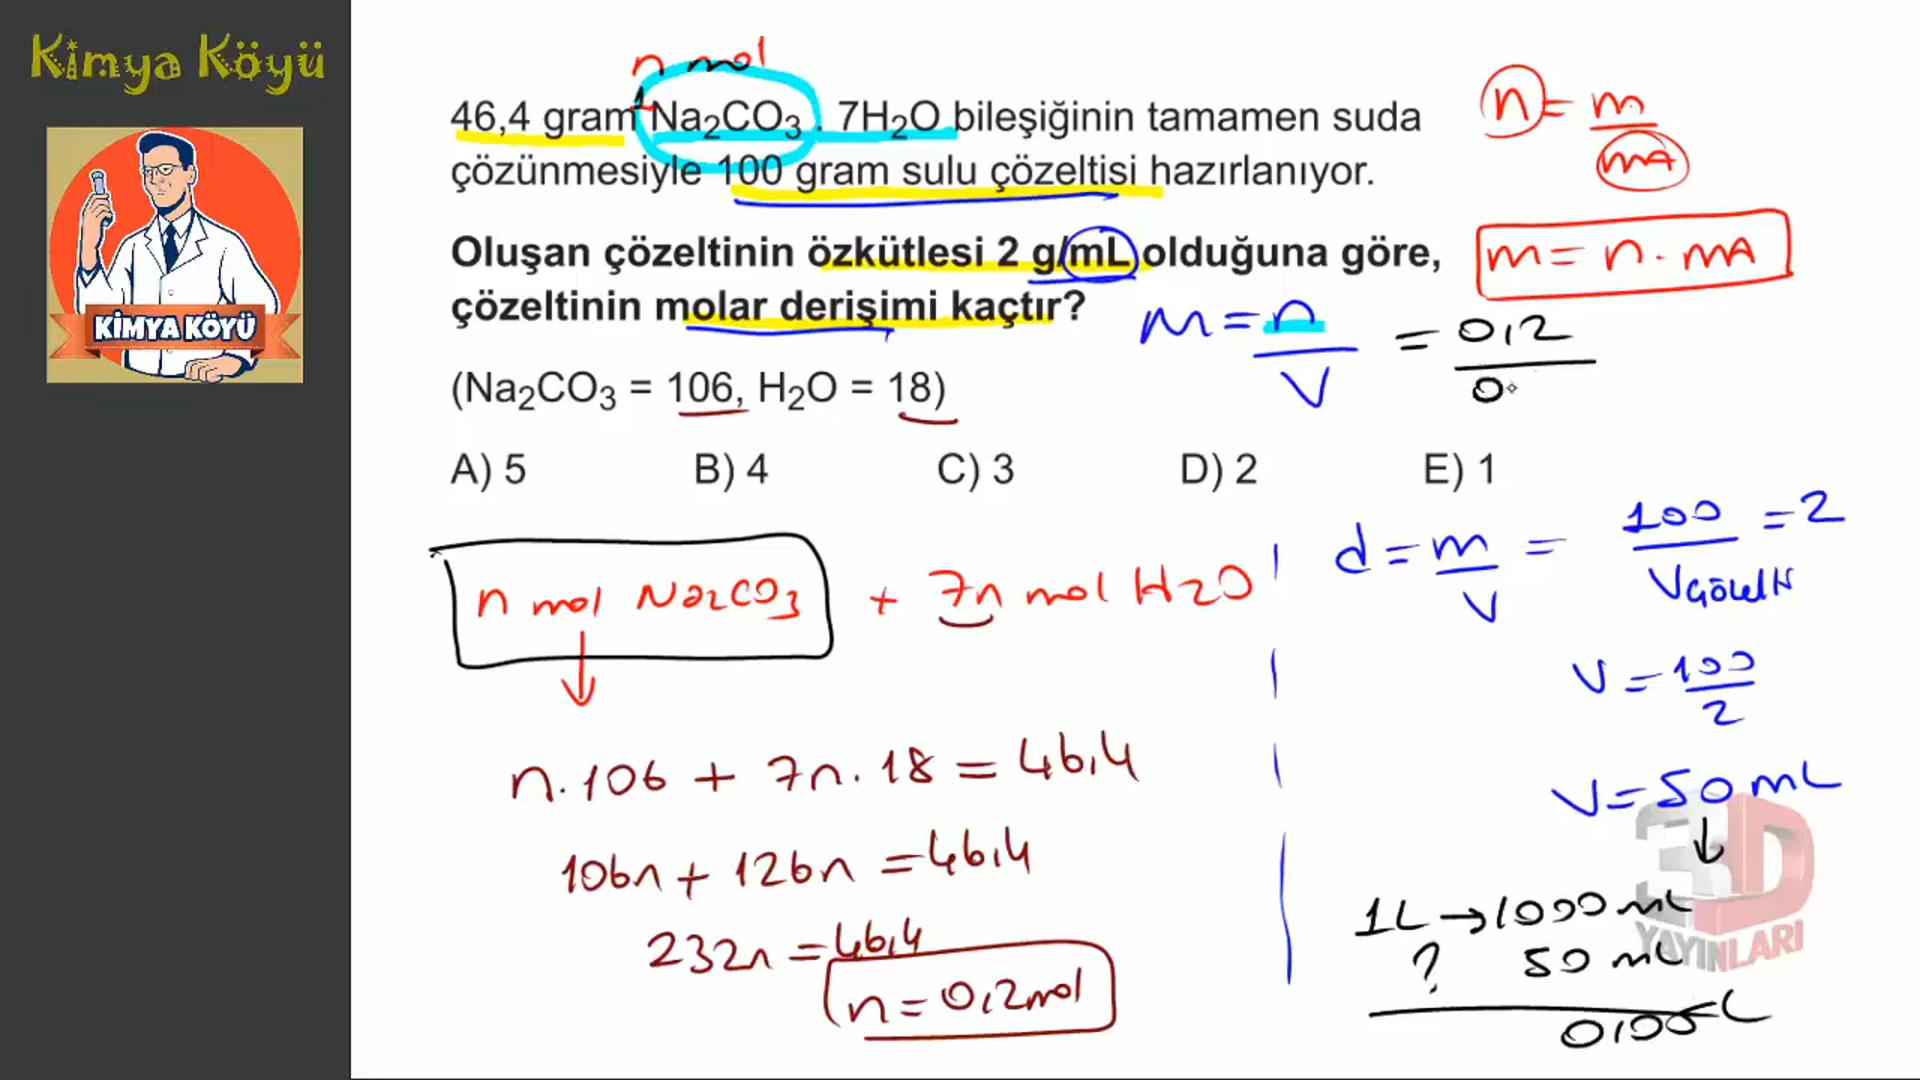 Kimya Köyü
KİMYA KÖYÜ
n mol
46,4 gram Na₂CO₃ . 7H₂O bileşiğinin tamamen suda
çözünmesiyle 100 gram sulu çözeltisi hazırlanıyor.
Oluşan çözeltinin özkütlesi 2 g/mL olduğuna göre,
çözeltinin molar derişimi kaçtır?
(Na₂CO₃ = 106, H₂O = 18)
A) 5 B) 4 C) 3 D) 2 E) 1
n = m / mA
m = n . mA
M = n / V = 0,2 / 0
n mol Na2CO3 + 7n mol H2O
n . 106 + 7n . 18 = 46,4
106n + 126n = 46,4
232n = 46,4
n = 0,2 mol
d = m / V = 100 / Vçözelti = 2
V = 100 / 2
V = 50 mL
1L → 1000 mL
? 50 mL
0,05 L
3D
YAYINLARI